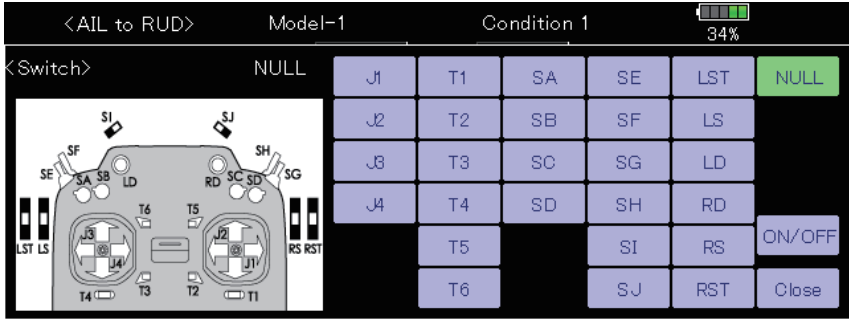 <AIL to RUD> Model-1 Condition 1 34%
<Switch> NULL
J1 T1 SA SE LST NULL
J2 T2 SB SF LS
J3 T3 SC SG LD
J4 T4 SD SH RD
T5 SI RS ON/OFF
T6 SJ RST Close
SI SJ
SF SH
SE SA SB LD RD SC SD SG
T6 T5
J3 J2
LST LS RS RST
J4 J1
T4 T3 T2 T1